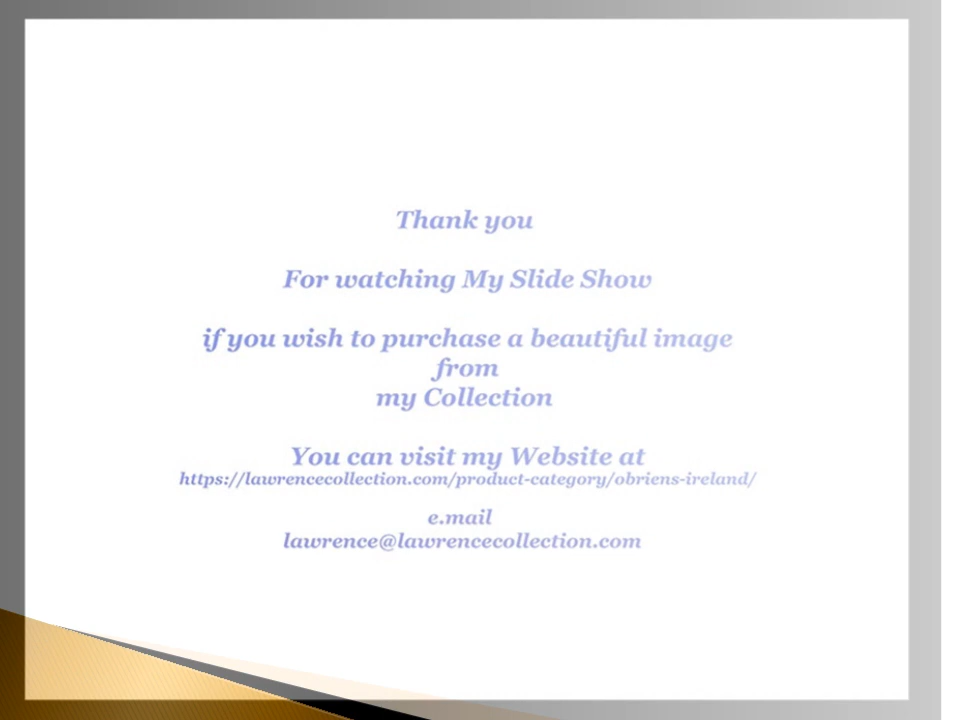 Thank you
For watching My Slide Show
if you wish to purchase a beautiful image
from
my Collection
You can visit my Website at
https://lawrencecollection.com/product-category/obriens-ireland/
e.mail
lawrence@lawrencecollection.com